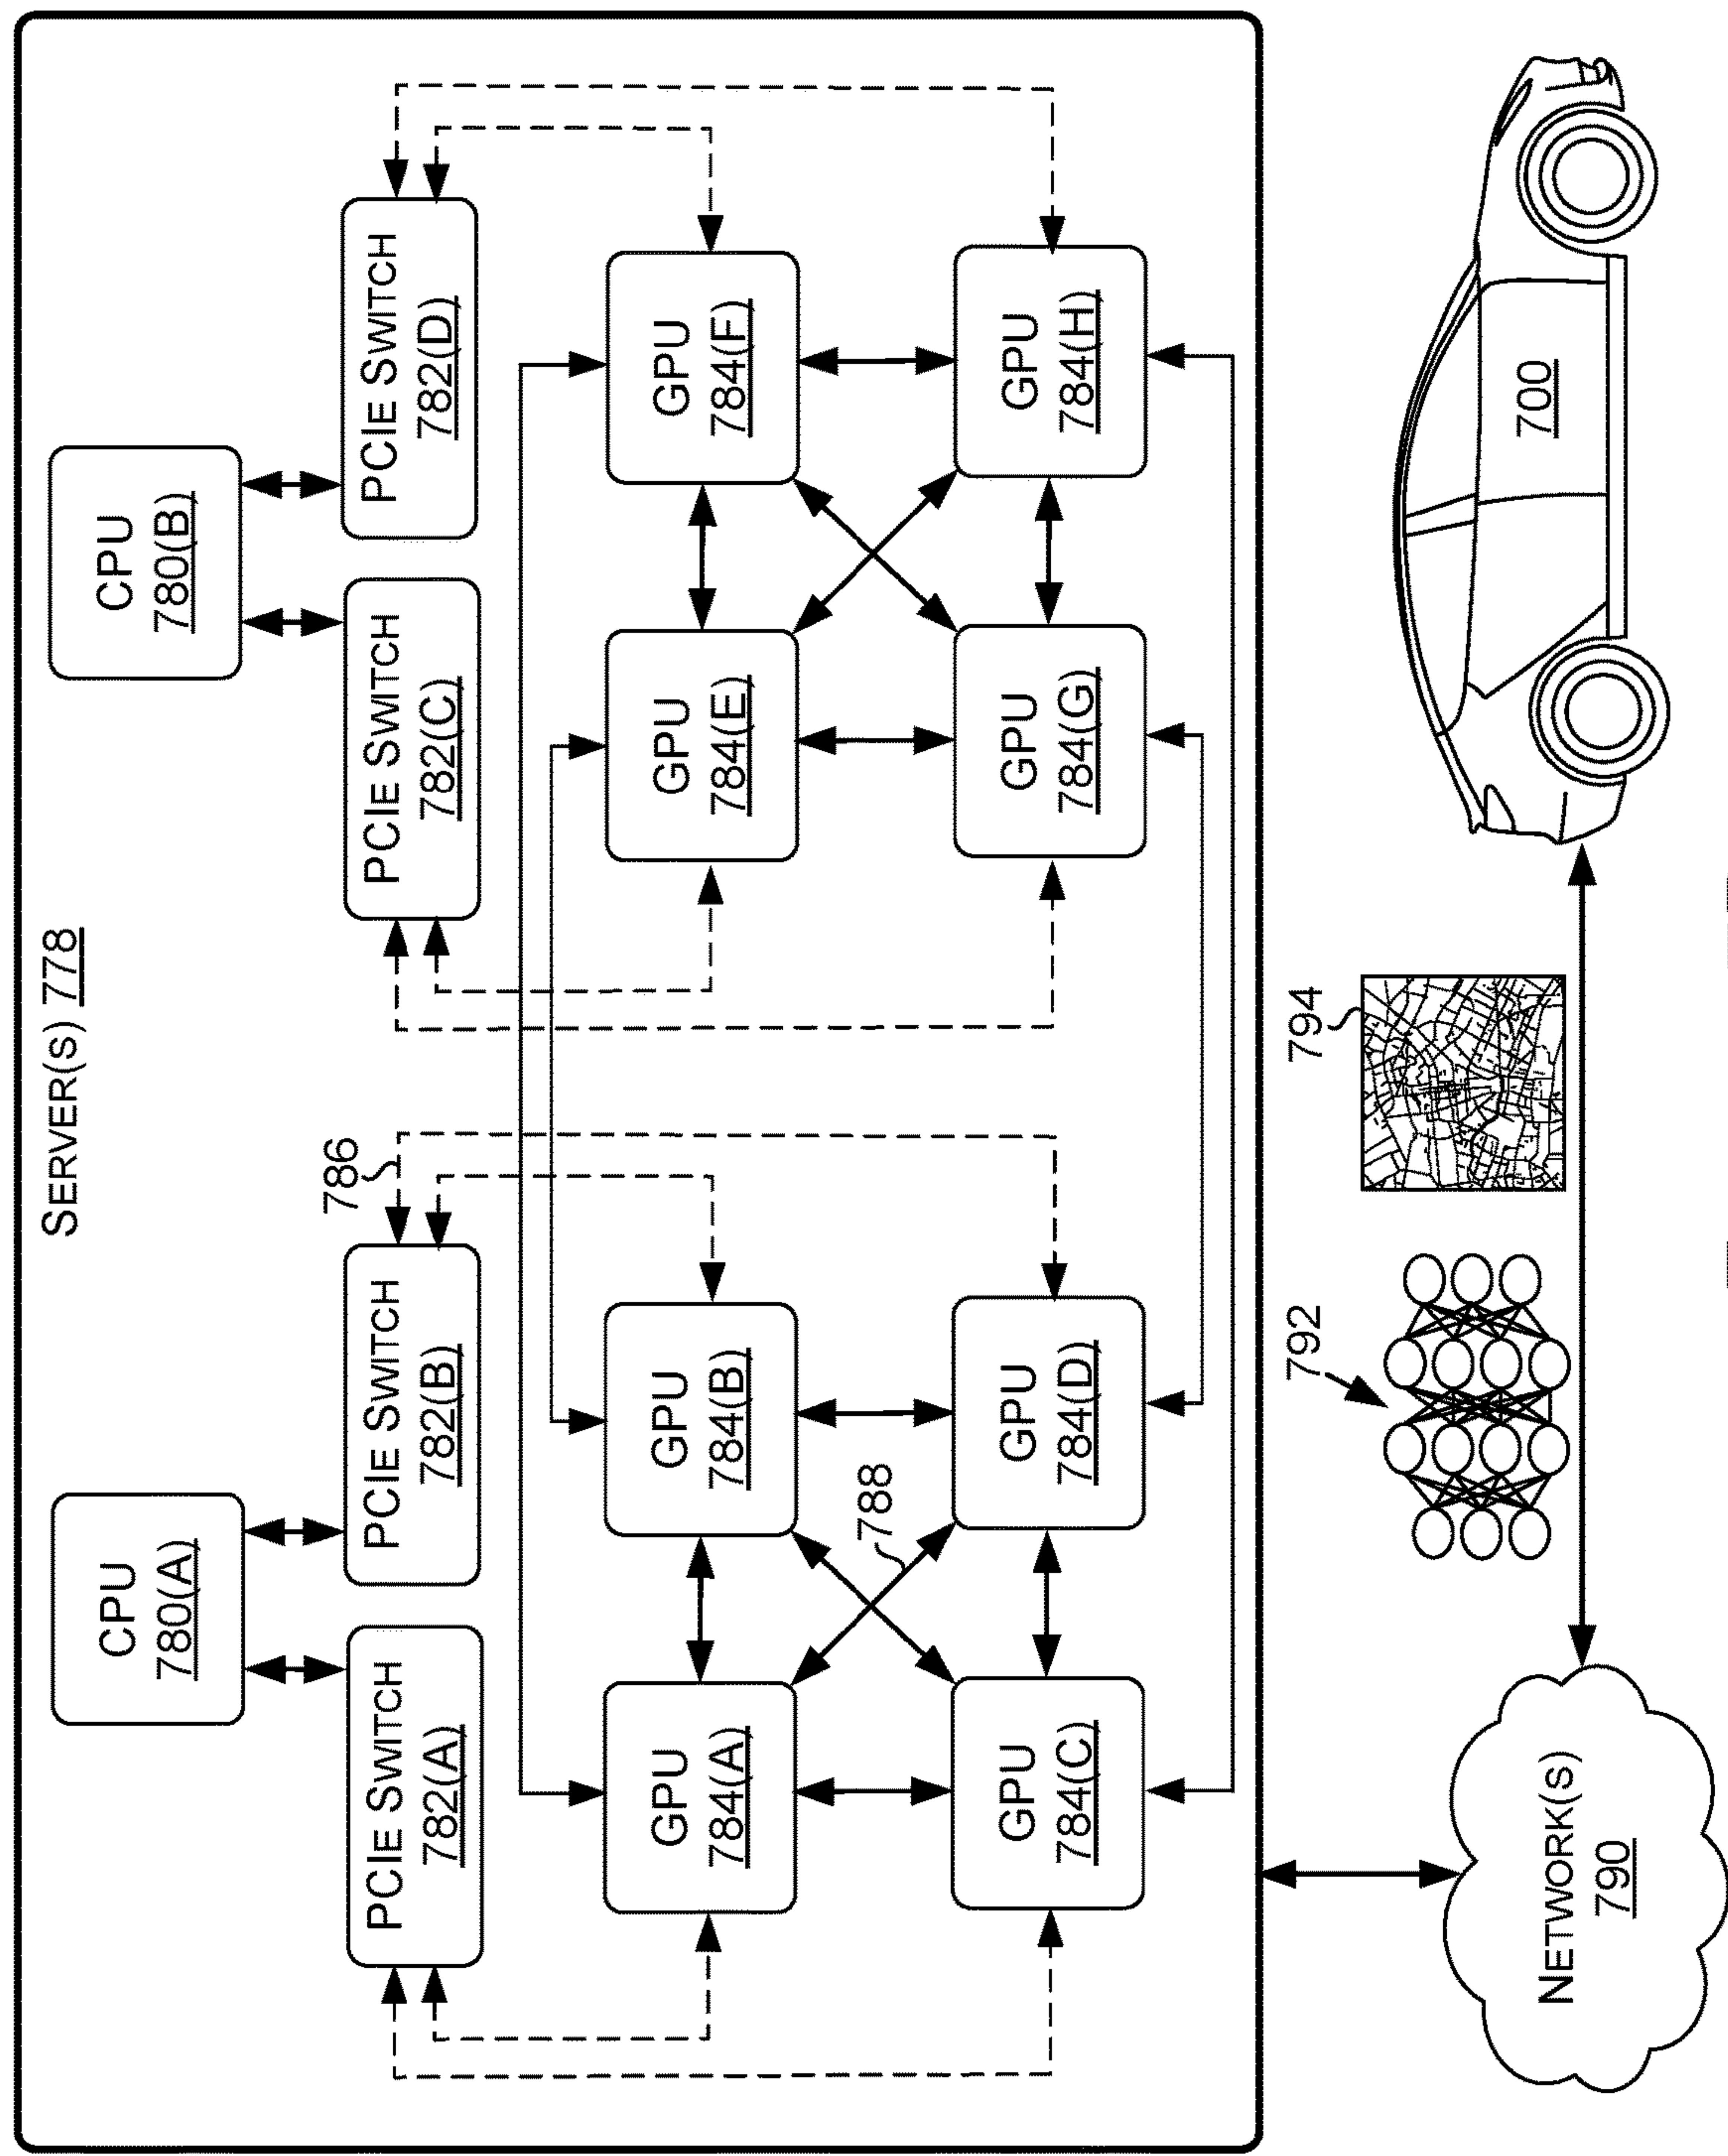 SERVER(S) 778
CPU
780(A)
CPU
780(B)
PCIE SWITCH
782(A)
PCIE SWITCH
782(B)
786
PCIE SWITCH
782(C)
PCIE SWITCH
782(D)
GPU
784(A)
GPU
784(B)
GPU
784(E)
GPU
784(F)
788
GPU
784(C)
GPU
784(D)
GPU
784(G)
GPU
784(H)
NETWORK(S)
790
792
794
700